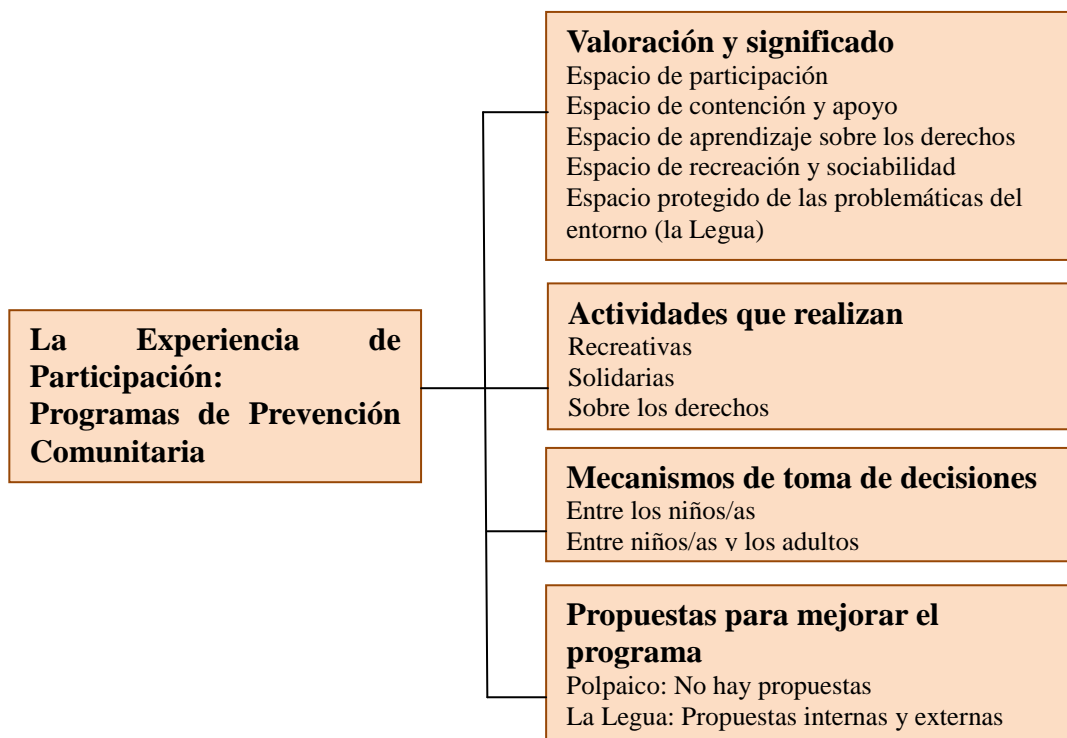 Valoración y significado
Espacio de participación
Espacio de contención y apoyo
Espacio de aprendizaje sobre los derechos
Espacio de recreación y sociabilidad
Espacio protegido de las problemáticas del
entorno (la Legua)
La Experiencia de
Participación:
Programas de Prevención
Comunitaria
Actividades que realizan
Recreativas
Solidarias
Sobre los derechos
Mecanismos de toma de decisiones
Entre los niños/as
Entre niños/as y los adultos
Propuestas para mejorar el
programa
Polpaico: No hay propuestas
La Legua: Propuestas internas y externas